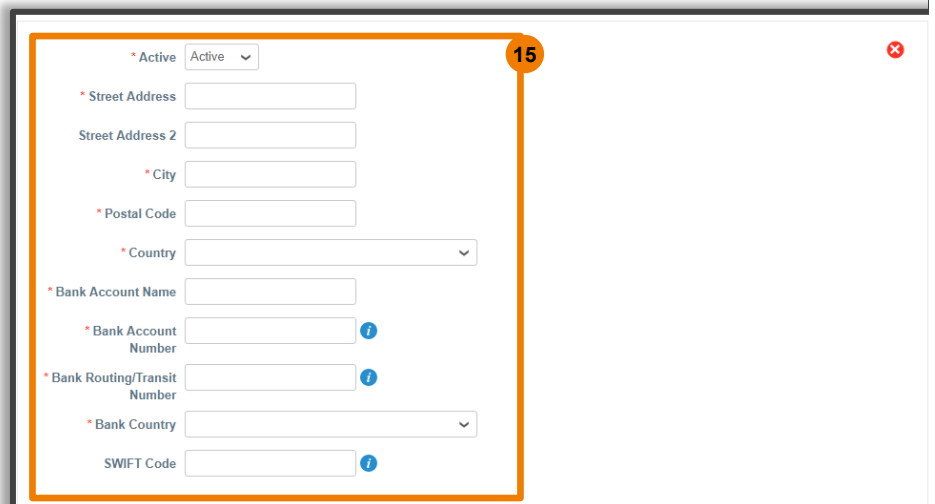 * Active Active 15
* Street Address
Street Address 2
* City
* Postal Code
* Country
* Bank Account Name
* Bank Account
Number
i
* Bank Routing/Transit
Number
i
* Bank Country
SWIFT Code i